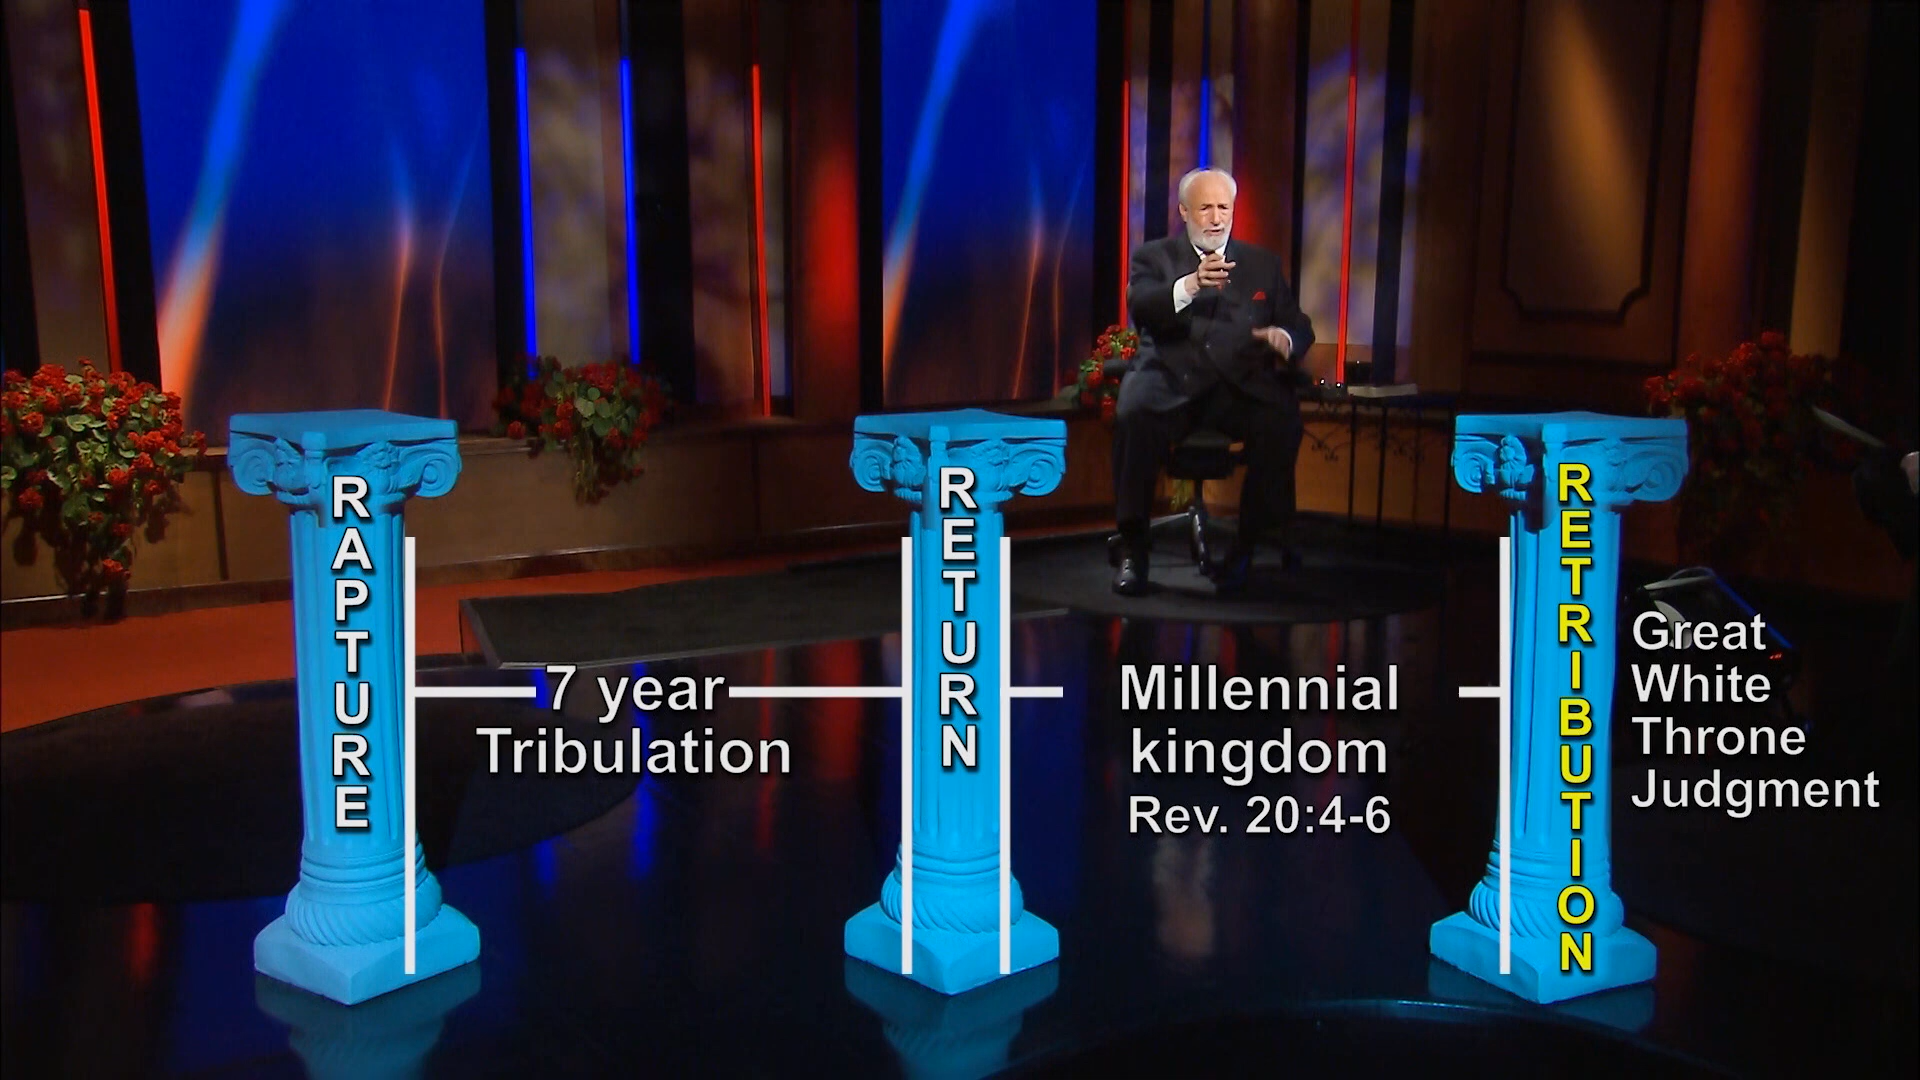 RAPTURE
7 year
Tribulation
RETURN
Millennial
kingdom
Rev. 20:4-6
RETRIBUTION
Great
White
Throne
Judgment